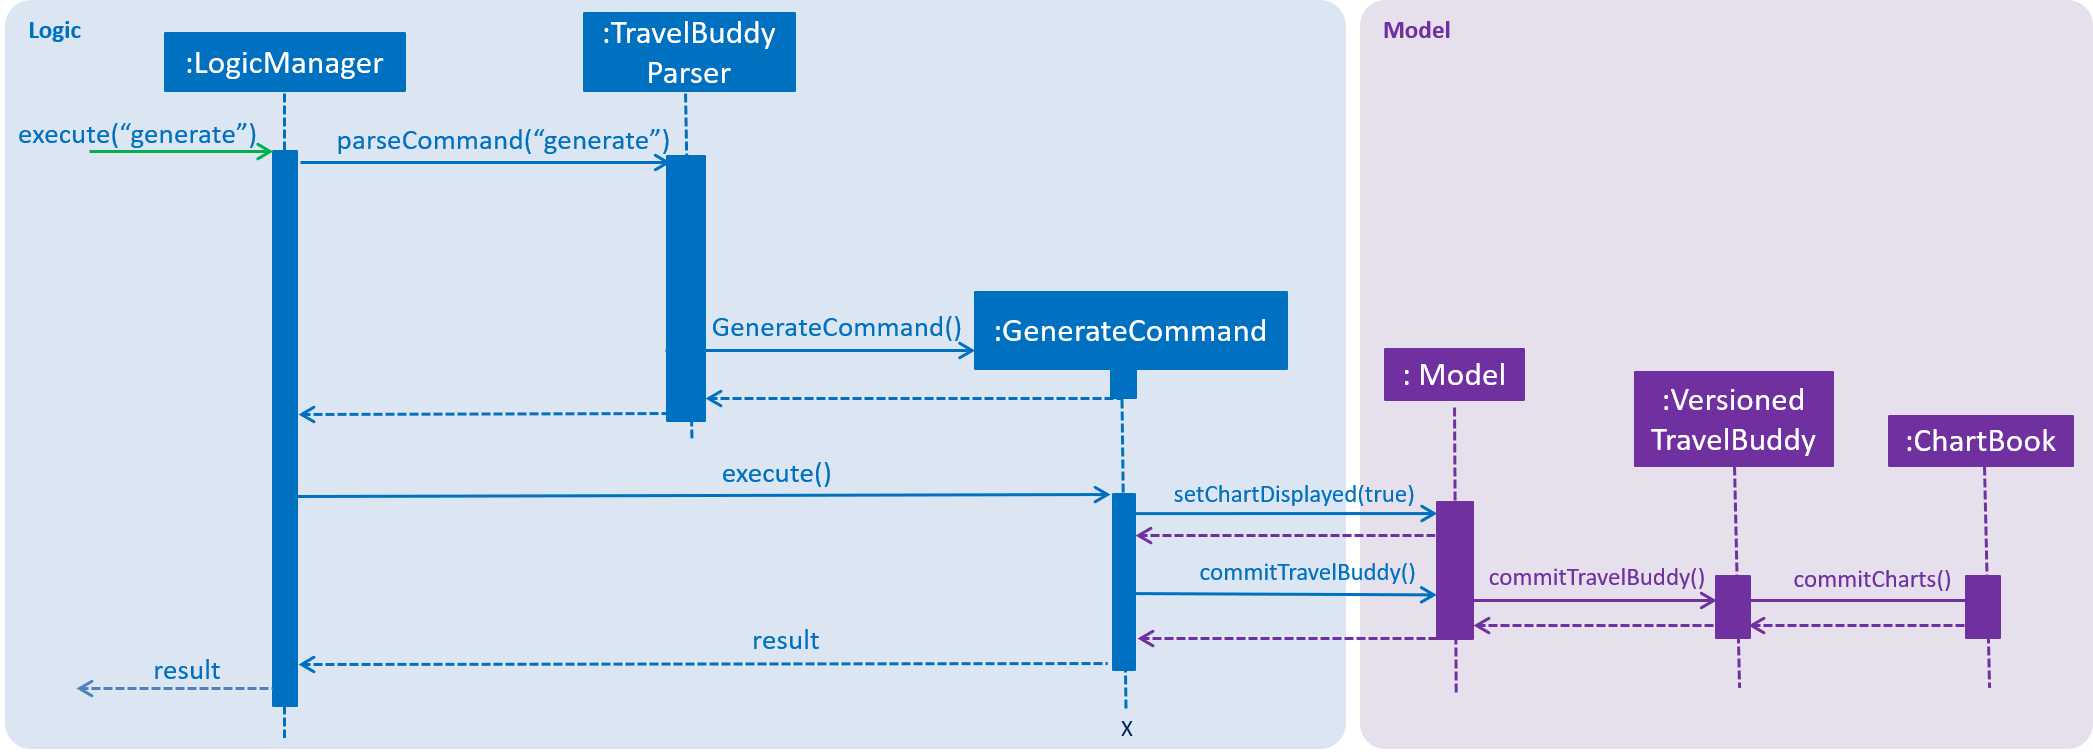 Logic
Model
:LogicManager
:TravelBuddy
Parser
execute(“generate”)
parseCommand(“generate”)
GenerateCommand()
:GenerateCommand
: Model
:Versioned
TravelBuddy
:ChartBook
execute()
setChartDisplayed(true)
commitTravelBuddy()
commitTravelBuddy()
commitCharts()
result
result
X